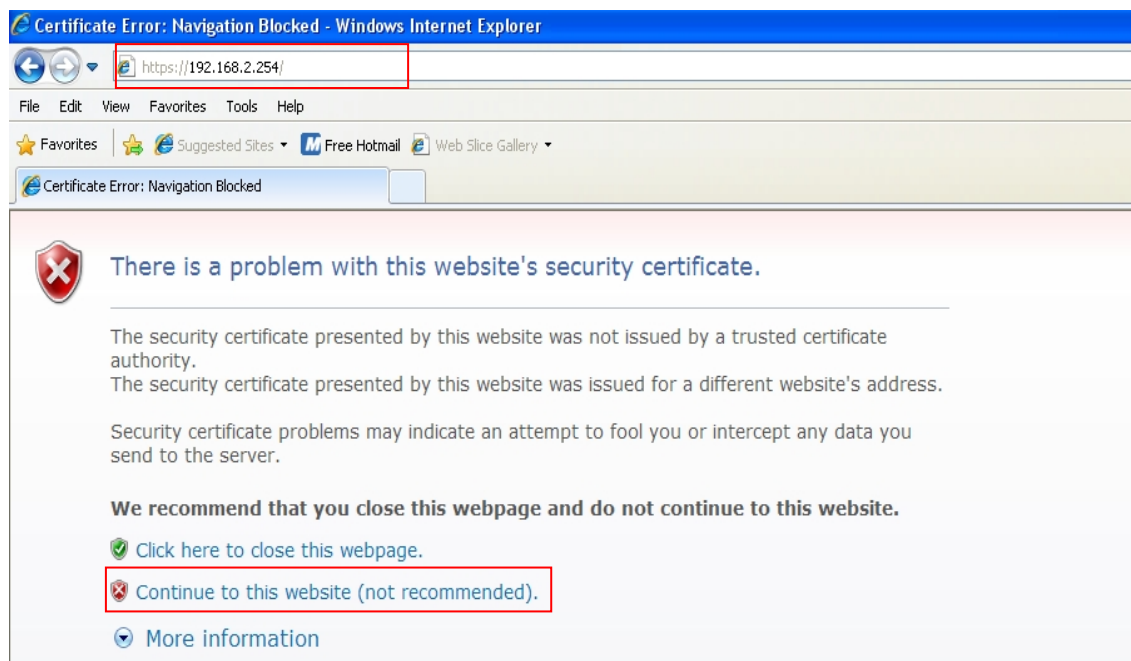 Certificate Error: Navigation Blocked - Windows Internet Explorer
https://192.168.2.254/
File Edit View Favorites Tools Help
Favorites Suggested Sites Free Hotmail Web Slice Gallery
Certificate Error: Navigation Blocked
There is a problem with this website's security certificate.
The security certificate presented by this website was not issued by a trusted certificate
authority.
The security certificate presented by this website was issued for a different website's address.
Security certificate problems may indicate an attempt to fool you or intercept any data you
send to the server.
We recommend that you close this webpage and do not continue to this website.
Click here to close this webpage.
Continue to this website (not recommended).
More information